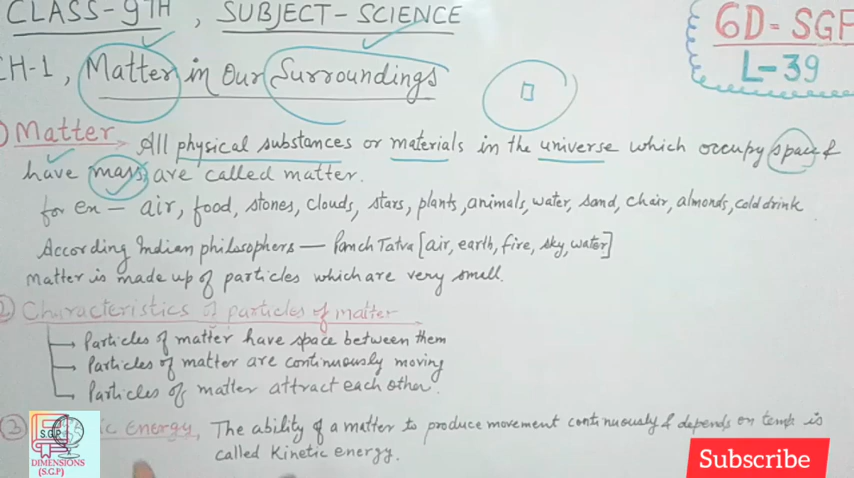 CLASS-9TH, SUBJECT-SCIENCE
CH-1, Matter in Our Surroundings
6D-SGP
L-39
Matter All physical substances or materials in the universe which occupy space &
have mass, are called matter.
for ex- air, food, stones, clouds, stars, plants, animals, water, sand, chair, almonds, cold drink
According Indian philosophers - Panch Tatva [air, earth, fire, sky, water]
Matter is made up of particles which are very small.
2 Characteristics of particles of matter
→ Particles of matter have space between them
→ Particles of matter are continuously moving
Particles of matter attract each other.
3 ic Energy, The ability of a matter to produce movement continuously & depends on temp is
called Kinetic energy.
S.G.P
DIMENSIONS
(S.G.P)
Subscribe